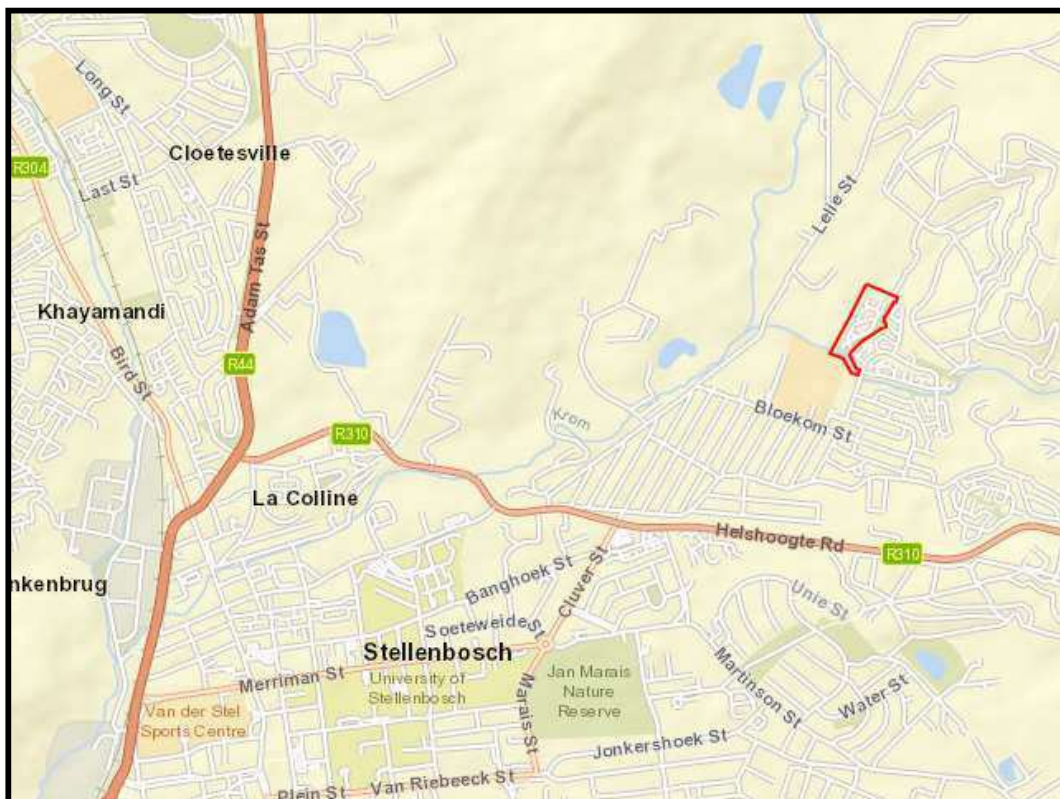 Long St
Cloetesville
R304
Last St
Lelie St
Adam Tas St
Khayamandi
Bird St
R44
Bloekom St
Krom
R310
La Colline
Helshoogte Rd
R310
nkenbrug
Banghoek St
Cluver St
Unie St
Soeteweide St
Stellenbosch
University of
Stellenbosch
Merriman St
Jan Marais
Nature
Reserve
Martinson St
Water St
Marais St
Van der Stel
Sports Centre
Jonkershoek St
Van Riebeeck St
Plein St